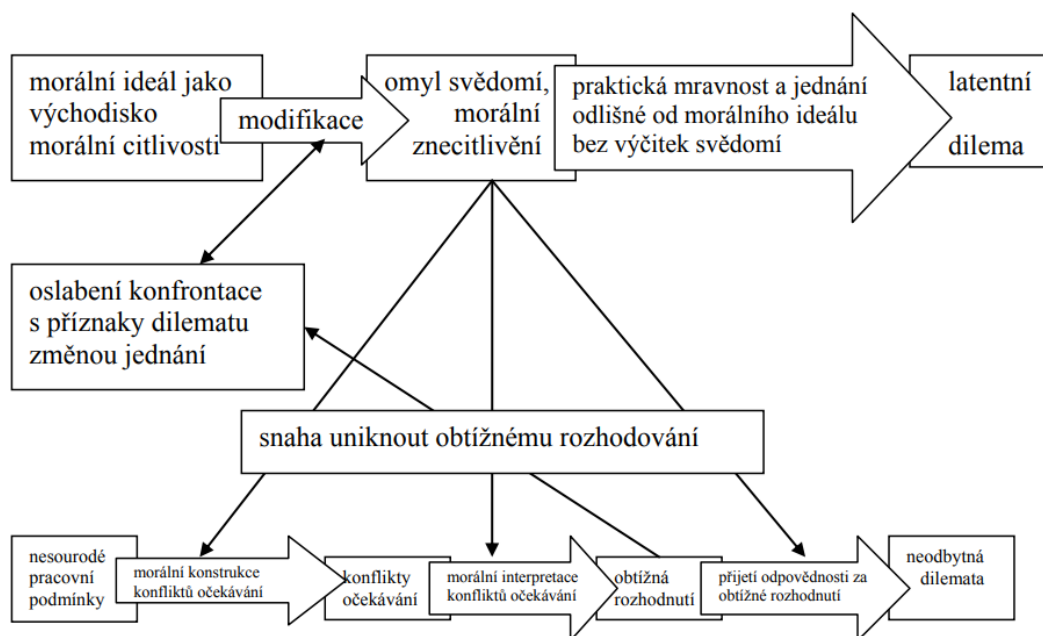 morální ideál jako
východisko
morální citlivosti
modifikace
omyl svědomí,
morální
znecitlivění
praktická mravnost a jednání
odlišné od morálního ideálu
bez výčitek svědomí
latentní
dilema
oslabení konfrontace
s příznaky dilematu
změnou jednání
snaha uniknout obtížnému rozhodování
nesourodé
pracovní
podmínky
morální konstrukce
konfliktů očekávání
konflikty
očekávání
morální interpretace
konfliktů očekávání
obtížná
rozhodnutí
přijetí odpovědnosti za
obtížné rozhodnutí
neodbytná
dilemata